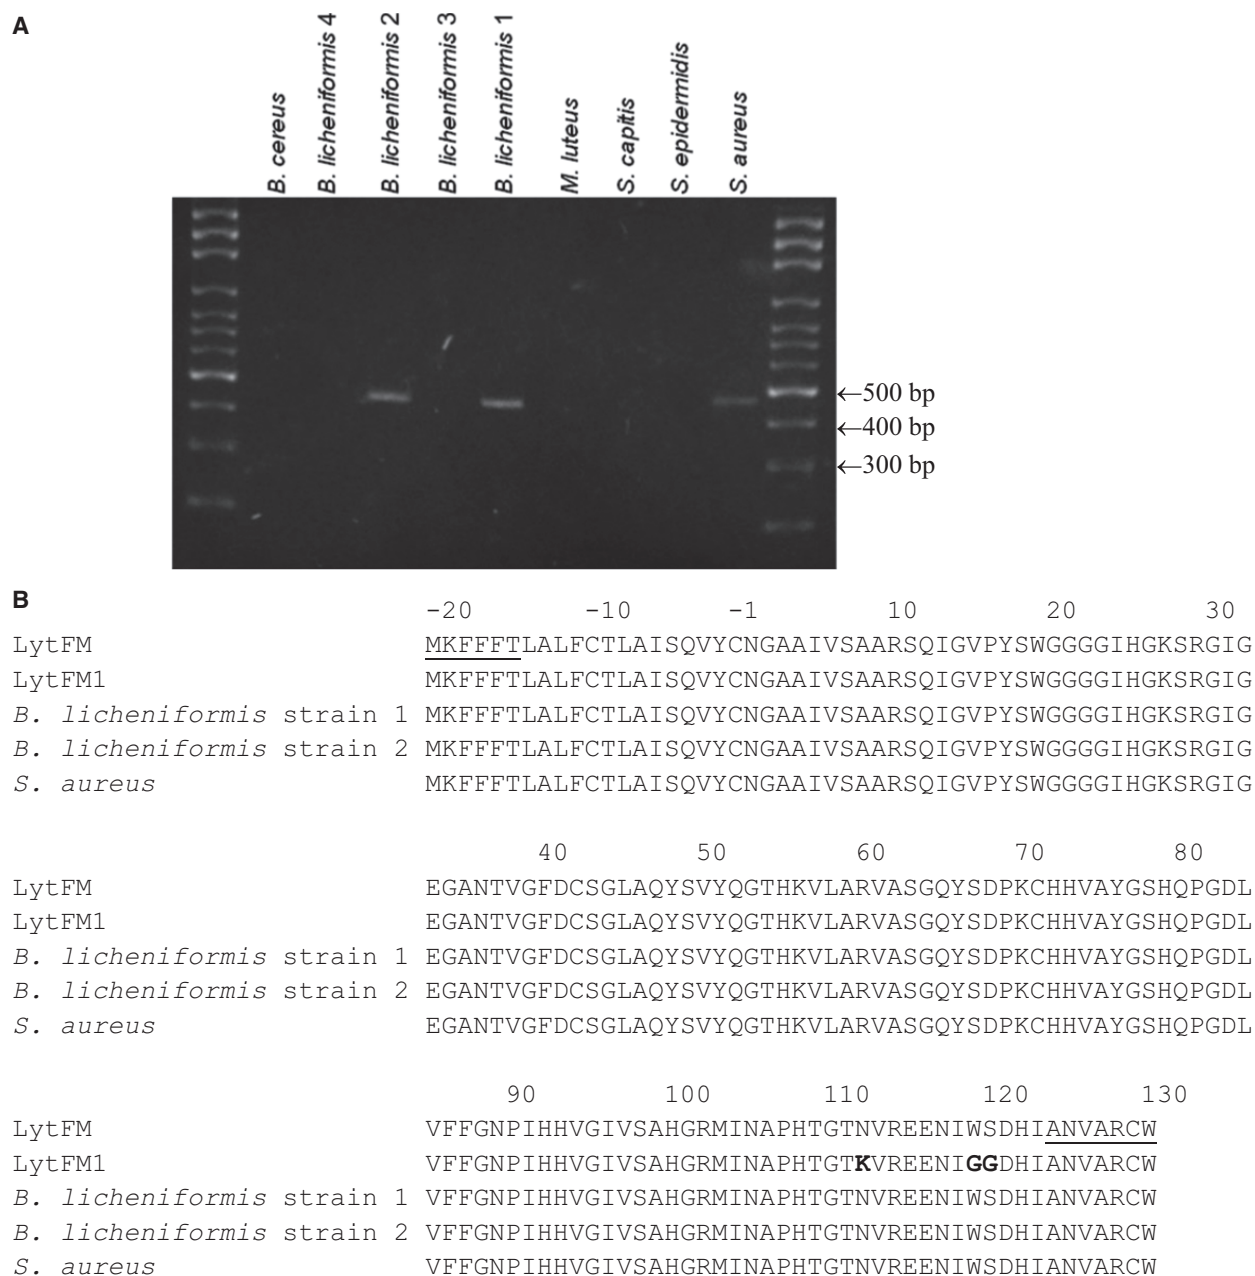 A
B. cereus
B. licheniformis 4
B. licheniformis 2
B. licheniformis 3
B. licheniformis 1
M. luteus
S. capitis
S. epidermidis
S. aureus
←500 bp
←400 bp
←300 bp
B
-20 -10 -1 10 20 30
LytFM MKFFFTLALFCTLAISQVYCNGAAIVSAARSQIGVPYSWGGGGIHGKSRGIG
LytFM1 MKFFFTLALFCTLAISQVYCNGAAIVSAARSQIGVPYSWGGGGIHGKSRGIG
B. licheniformis strain 1 MKFFFTLALFCTLAISQVYCNGAAIVSAARSQIGVPYSWGGGGIHGKSRGIG
B. licheniformis strain 2 MKFFFTLALFCTLAISQVYCNGAAIVSAARSQIGVPYSWGGGGIHGKSRGIG
S. aureus MKFFFTLALFCTLAISQVYCNGAAIVSAARSQIGVPYSWGGGGIHGKSRGIG
40 50 60 70 80
LytFM EGANTVGFDCSGLAQYSVYQGTHKVLARVASGQYSDPKCHHVAYGSHQPGDL
LytFM1 EGANTVGFDCSGLAQYSVYQGTHKVLARVASGQYSDPKCHHVAYGSHQPGDL
B. licheniformis strain 1 EGANTVGFDCSGLAQYSVYQGTHKVLARVASGQYSDPKCHHVAYGSHQPGDL
B. licheniformis strain 2 EGANTVGFDCSGLAQYSVYQGTHKVLARVASGQYSDPKCHHVAYGSHQPGDL
S. aureus EGANTVGFDCSGLAQYSVYQGTHKVLARVASGQYSDPKCHHVAYGSHQPGDL
90 100 110 120 130
LytFM VFFGNPIHHVGIVSAHGRMINAPHTGTNVREENIWSDHIANVARCW
LytFM1 VFFGNPIHHVGIVSAHGRMINAPHTGTKVREENIGGDHIANVARCW
B. licheniformis strain 1 VFFGNPIHHVGIVSAHGRMINAPHTGTNVREENIWSDHIANVARCW
B. licheniformis strain 2 VFFGNPIHHVGIVSAHGRMINAPHTGTNVREENIWSDHIANVARCW
S. aureus VFFGNPIHHVGIVSAHGRMINAPHTGTNVREENIWSDHIANVARCW